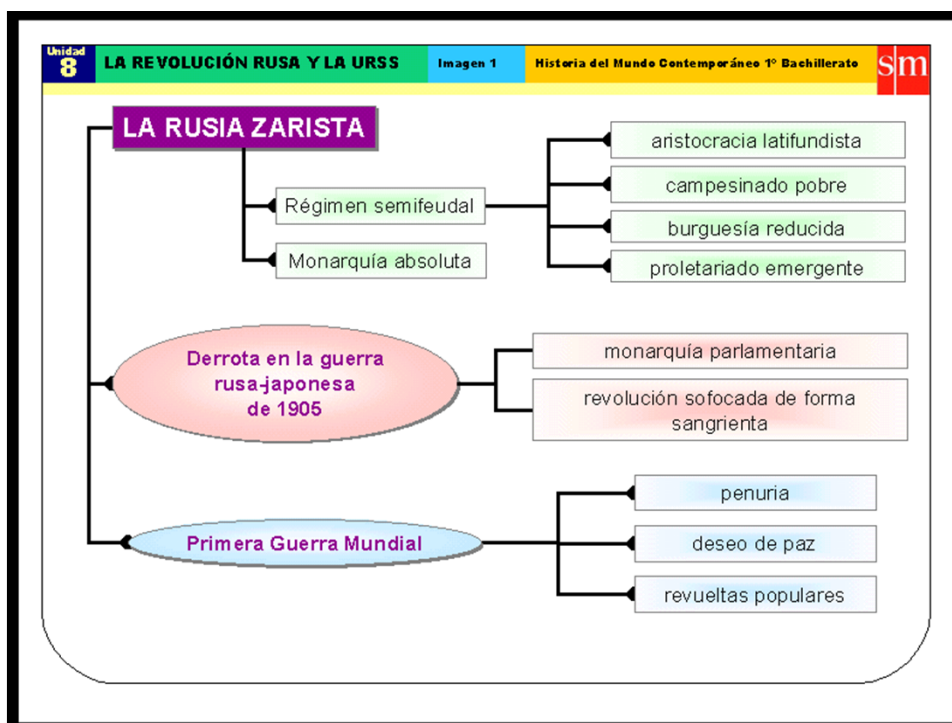 Unidad
8
LA REVOLUCIÓN RUSA Y LA URSS
Imagen 1
Historia del Mundo Contemporáneo 1º Bachillerato
sm
LA RUSIA ZARISTA
Régimen semifeudal
Monarquía absoluta
aristocracia latifundista
campesinado pobre
burguesía reducida
proletariado emergente
Derrota en la guerra
rusa-japonesa
de 1905
monarquía parlamentaria
revolución sofocada de forma
sangrienta
Primera Guerra Mundial
penuria
deseo de paz
revueltas populares